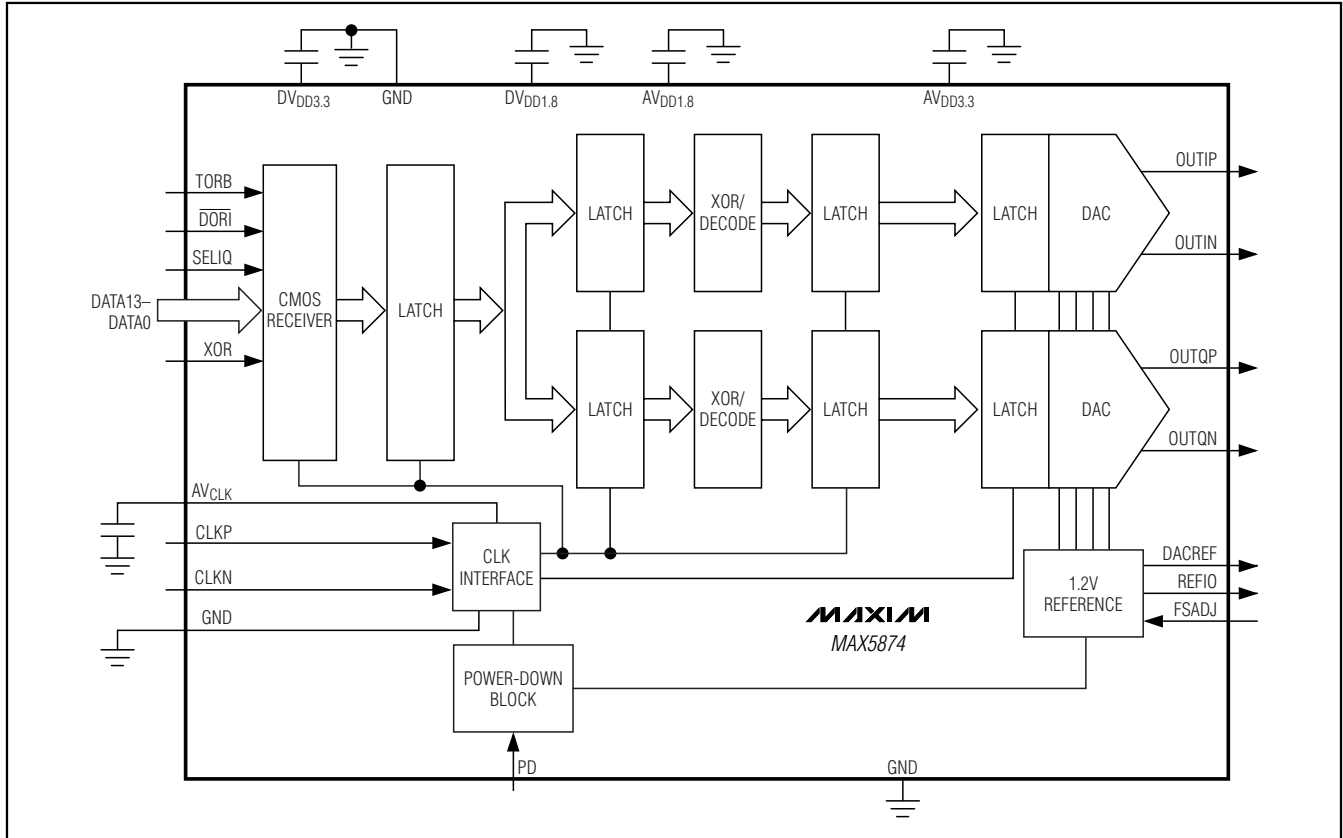 DVDD3.3
GND
DVDD1.8
AVDD1.8
AVDD3.3
TORB
DORI
SELIQ
DATA13–
DATA0
XOR
CMOS
RECEIVER
LATCH
LATCH
XOR/
DECODE
LATCH
LATCH
DAC
OUTIP
OUTIN
LATCH
XOR/
DECODE
LATCH
LATCH
DAC
OUTQP
OUTQN
AVCLK
CLKP
CLKN
GND
CLK
INTERFACE
1.2V
REFERENCE
DACREF
REFIO
FSADJ
MAXIM
MAX5874
POWER-DOWN
BLOCK
PD
GND